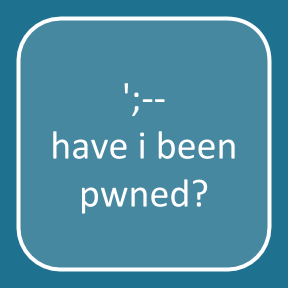 ';--
have i been
pwned?